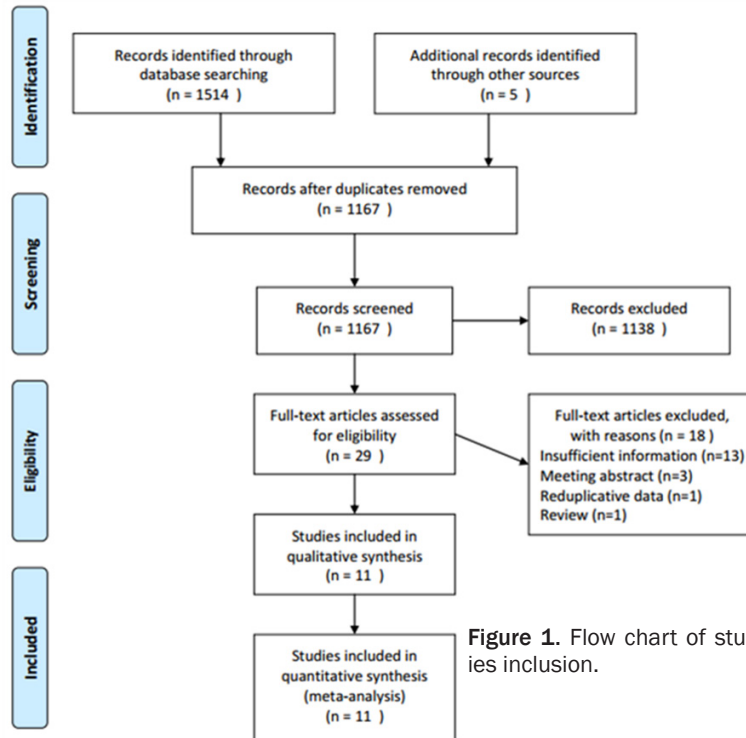 Identification
Records identified through
database searching
(n = 1514 )
Additional records identified
through other sources
(n = 5 )
Records after duplicates removed
(n = 1167 )
Screening
Records screened
(n = 1167 )
Records excluded
(n = 1138 )
Eligibility
Full-text articles assessed
for eligibility
(n = 29 )
Full-text articles excluded,
with reasons (n = 18 )
Insufficient information (n=13)
Meeting abstract (n=3)
Reduplicative data (n=1)
Review (n=1)
Studies included in
qualitative synthesis
(n = 11 )
Included
Studies included in
quantitative synthesis
(meta-analysis)
(n = 11 )
Figure 1. Flow chart of stud
ies inclusion.